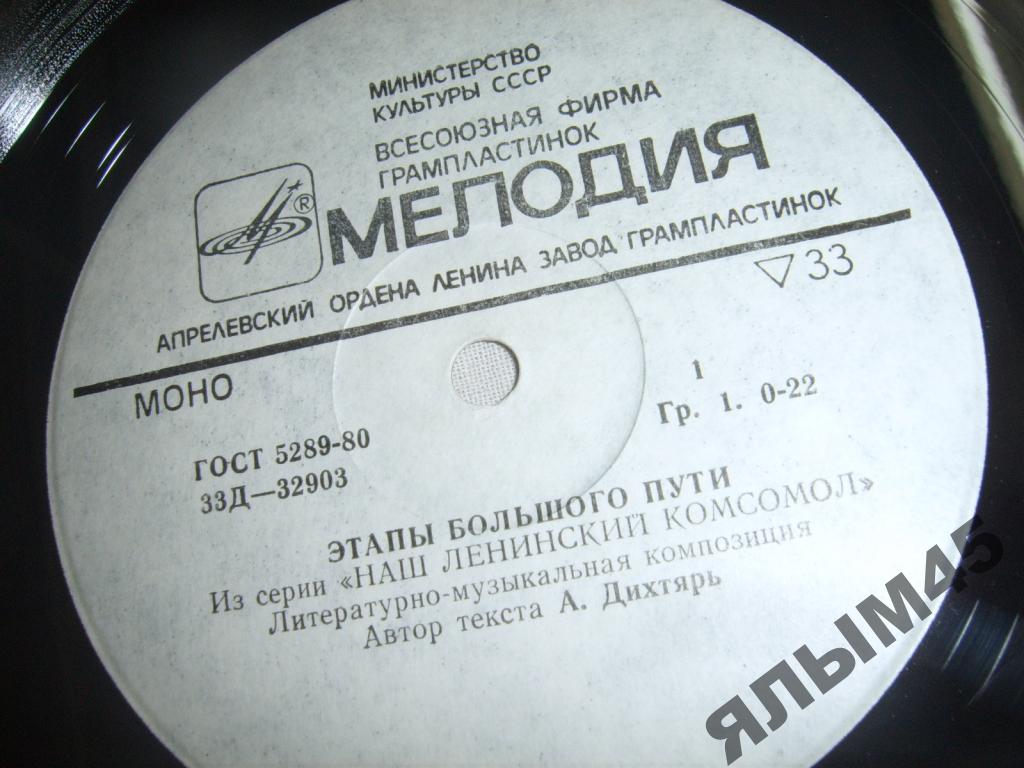 МИНИСТЕРСТВО
КУЛЬТУРЫ СССР
ВСЕСОЮЗНАЯ ФИРМА
ГРАМПЛАСТИНОК
МЕЛОДИЯ
®
АПРЕЛЕВСКИЙ ОРДЕНА ЛЕНИНА ЗАВОД ГРАМПЛАСТИНОК
▽ 33
МОНО
1
ГОСТ 5289-80
Гр. 1. 0-22
33Д—32903
ЭТАПЫ БОЛЬШОГО ПУТИ
Из серии «НАШ ЛЕНИНСКИЙ КОМСОМОЛ»
Литературно-музыкальная композиция
Автор текста А. Дихтярь
ЯЛЫМ45